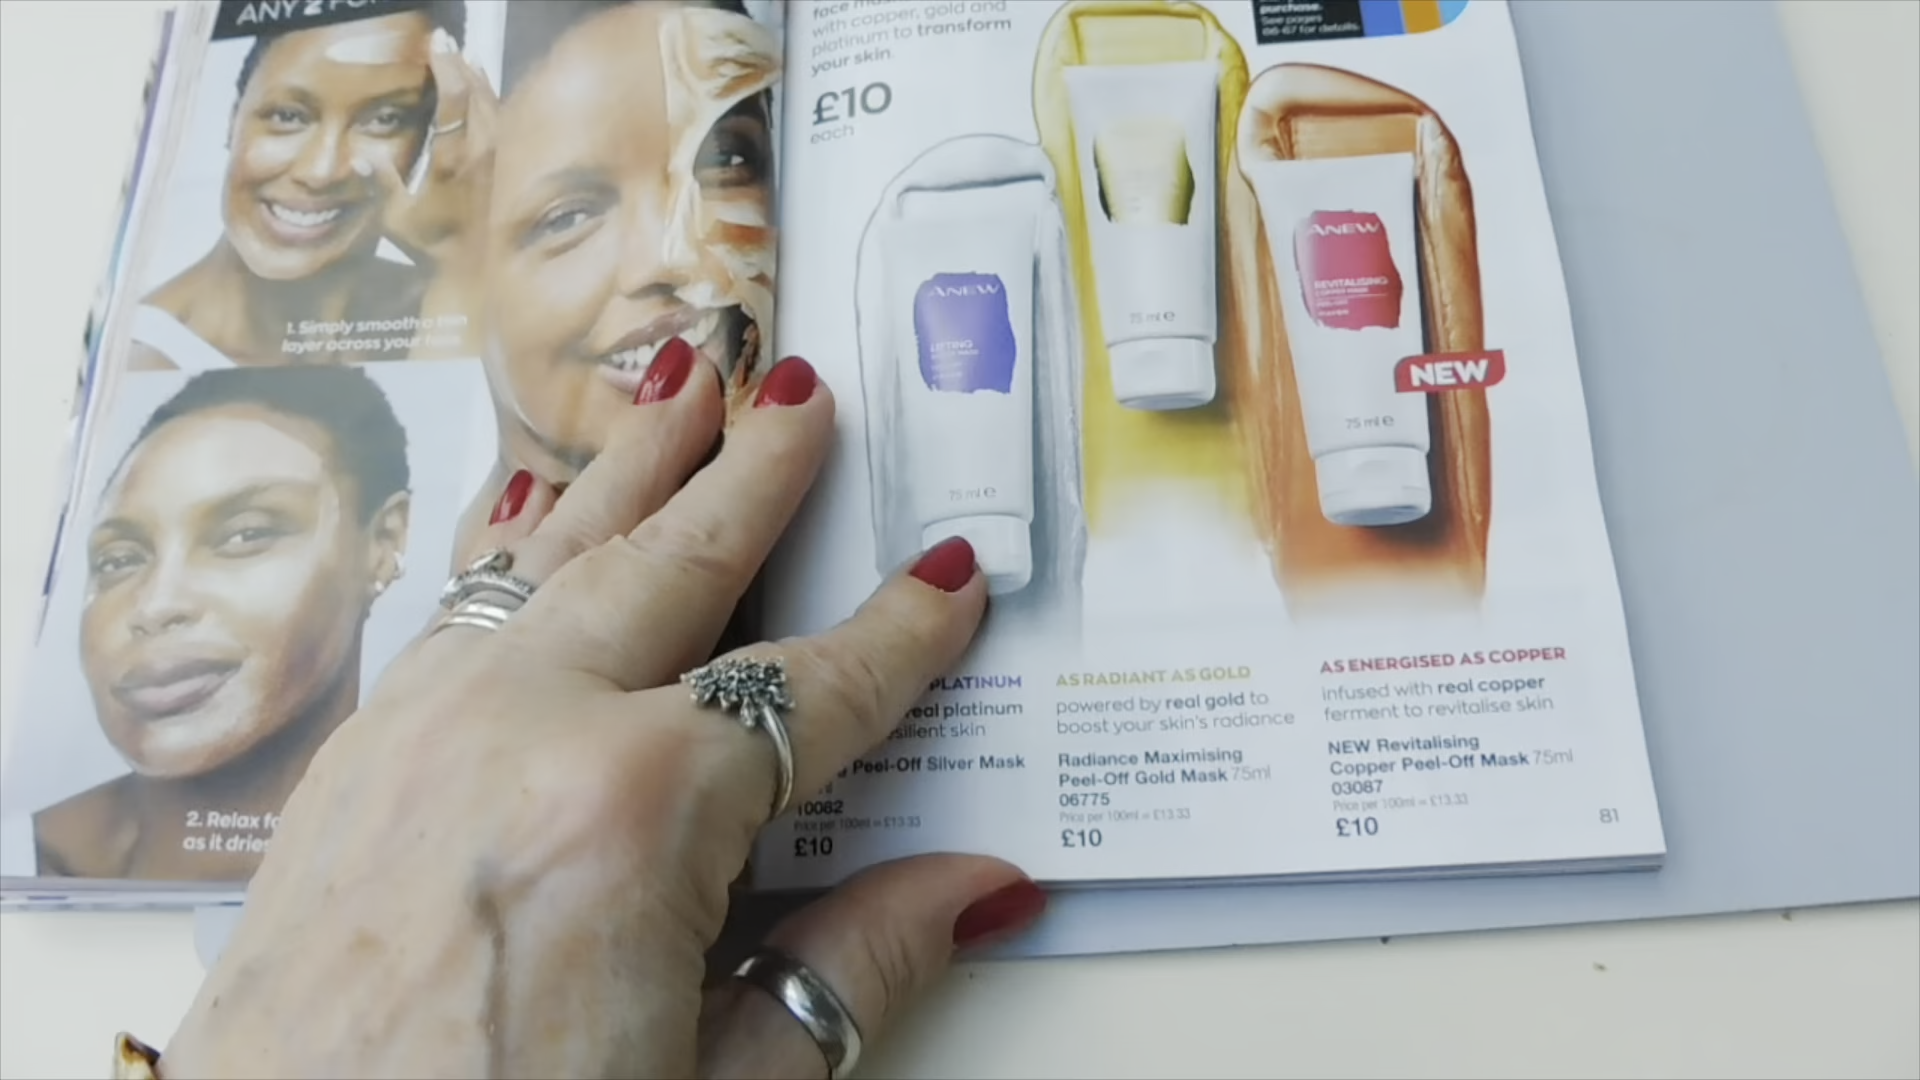 ANY 2 FOR
1. Simply smooth a thin
layer across your face.
2. Relax fo
as it dries
face mas
with copper, gold and
platinum to transform
your skin.
£10
each
purchase.
See pages
66-67 for details.
ANEW
LIFTING
75 ml e
75 ml e
ANEW
REVITALISING
PEEL-OFF
75 ml e
NEW
PLATINUM
real platinum
silient skin
g Peel-Off Silver Mask
10082
Price per 100ml = £13.33
£10
AS RADIANT AS GOLD
powered by real gold to
boost your skin's radiance
Radiance Maximising
Peel-Off Gold Mask 75ml
06775
Price per 100ml = £13.33
£10
AS ENERGISED AS COPPER
infused with real copper
ferment to revitalise skin
NEW Revitalising
Copper Peel-Off Mask 75ml
03087
Price per 100ml = £13.33
£10
81